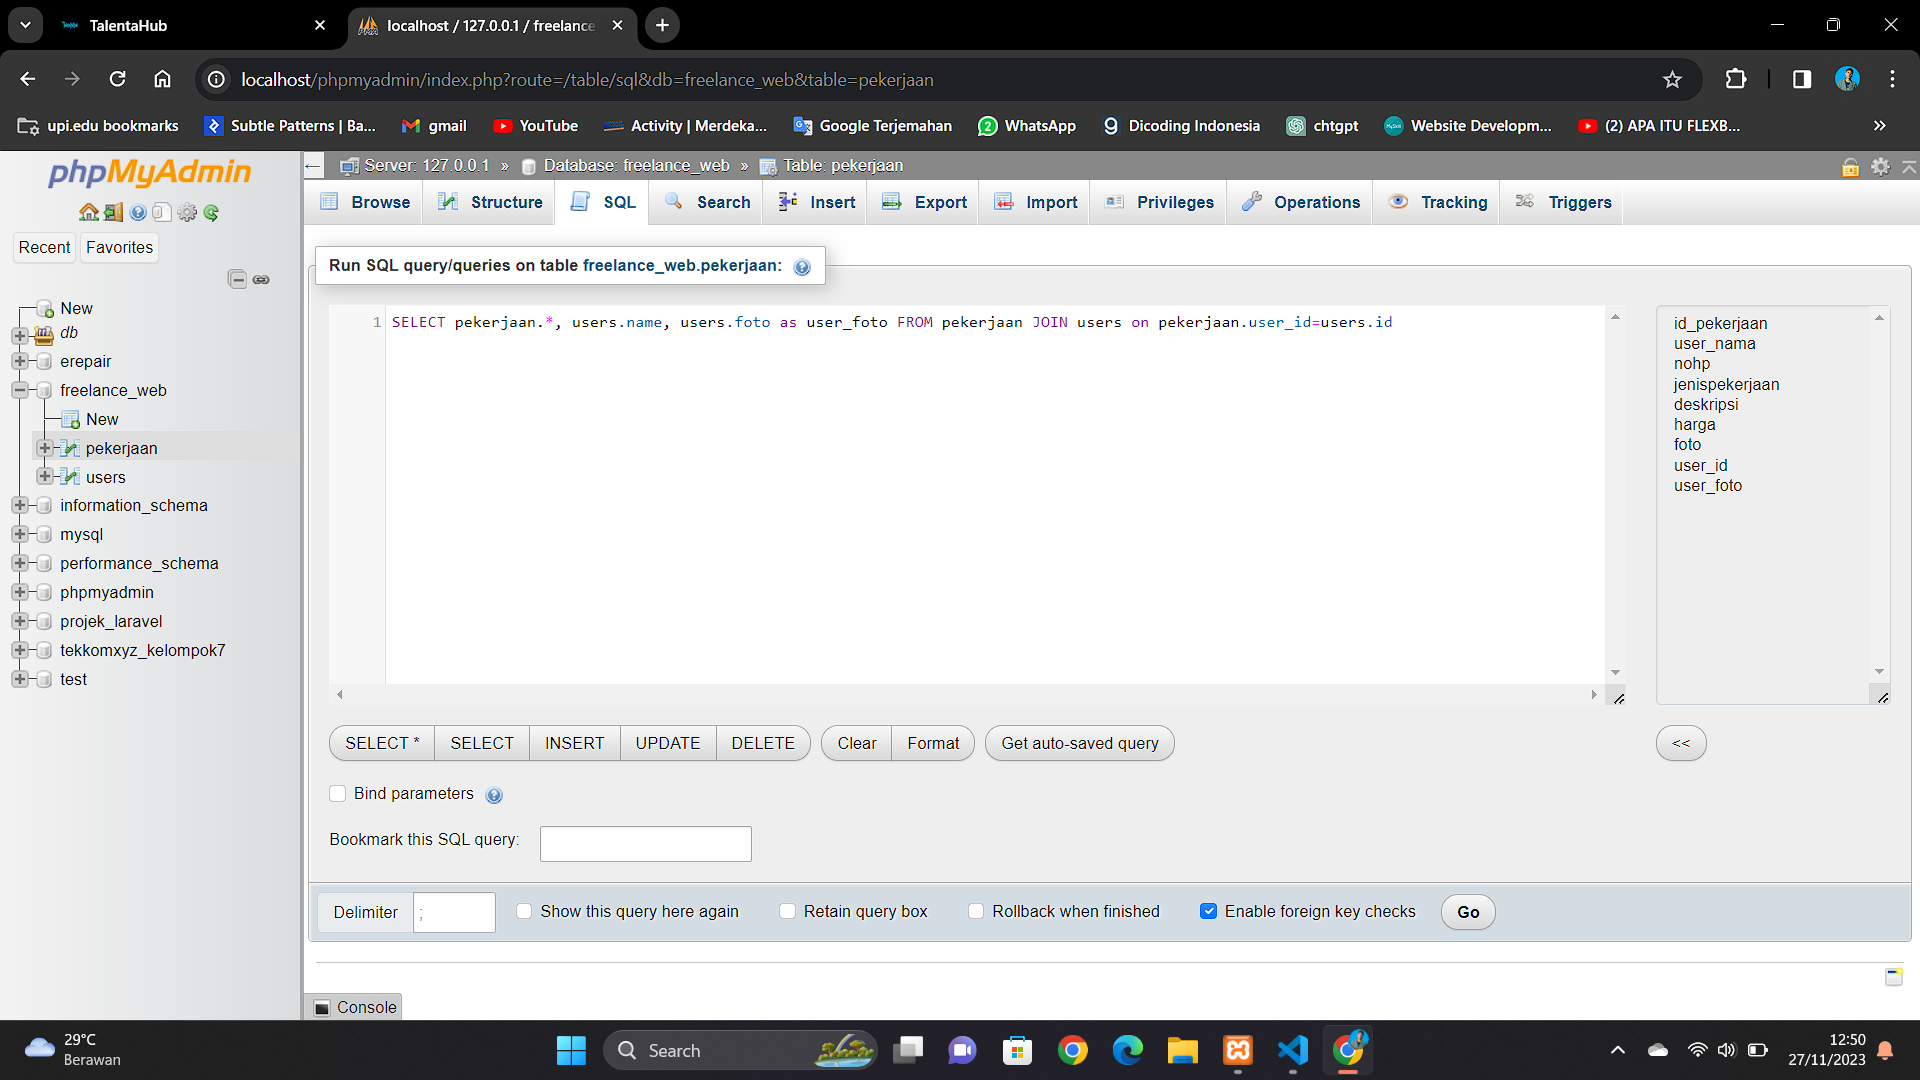 TalentaHub
localhost / 127.0.0.1 / freelance
localhost/phpmyadmin/index.php?route=/table/sql&db=freelance_web&table=pekerjaan
upi.edu bookmarks
Subtle Patterns | Ba...
gmail
YouTube
Activity | Merdeka...
Google Terjemahan
WhatsApp
Dicoding Indonesia
chtgpt
Website Developm...
(2) APA ITU FLEXB...
phpMyAdmin
Recent
Favorites
New
db
erepair
freelance_web
New
pekerjaan
users
information_schema
mysql
performance_schema
phpmyadmin
projek_laravel
tekkomxyz_kelompok7
test
Server: 127.0.0.1 » Database: freelance_web » Table: pekerjaan
Browse
Structure
SQL
Search
Insert
Export
Import
Privileges
Operations
Tracking
Triggers
Run SQL query/queries on table freelance_web.pekerjaan:
1 SELECT pekerjaan.*, users.name, users.foto as user_foto FROM pekerjaan JOIN users on pekerjaan.user_id=users.id
id_pekerjaan
user_nama
nohp
jenispekerjaan
deskripsi
harga
foto
user_id
user_foto
SELECT *
SELECT
INSERT
UPDATE
DELETE
Clear
Format
Get auto-saved query
<<
Bind parameters
Bookmark this SQL query:
Delimiter
;
Show this query here again
Retain query box
Rollback when finished
Enable foreign key checks
Go
Console
29°C
Berawan
Search
12:50
27/11/2023